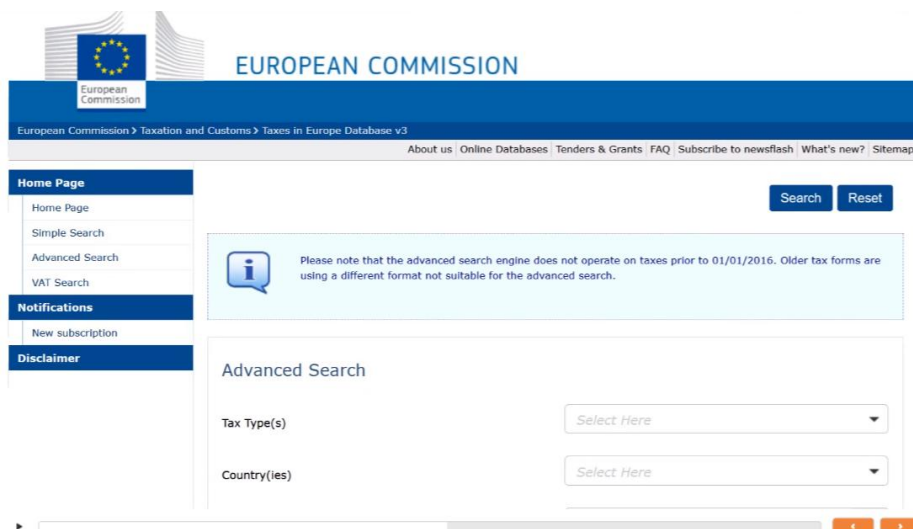 European
Commission
EUROPEAN COMMISSION
European Commission > Taxation and Customs > Taxes in Europe Database v3
About us Online Databases Tenders & Grants FAQ Subscribe to newsflash What's new? Sitemap
Home Page
Home Page
Simple Search
Advanced Search
VAT Search
Notifications
New subscription
Disclaimer
Search Reset
Please note that the advanced search engine does not operate on taxes prior to 01/01/2016. Older tax forms are
using a different format not suitable for the advanced search.
Advanced Search
Tax Type(s) Select Here
Country(ies) Select Here